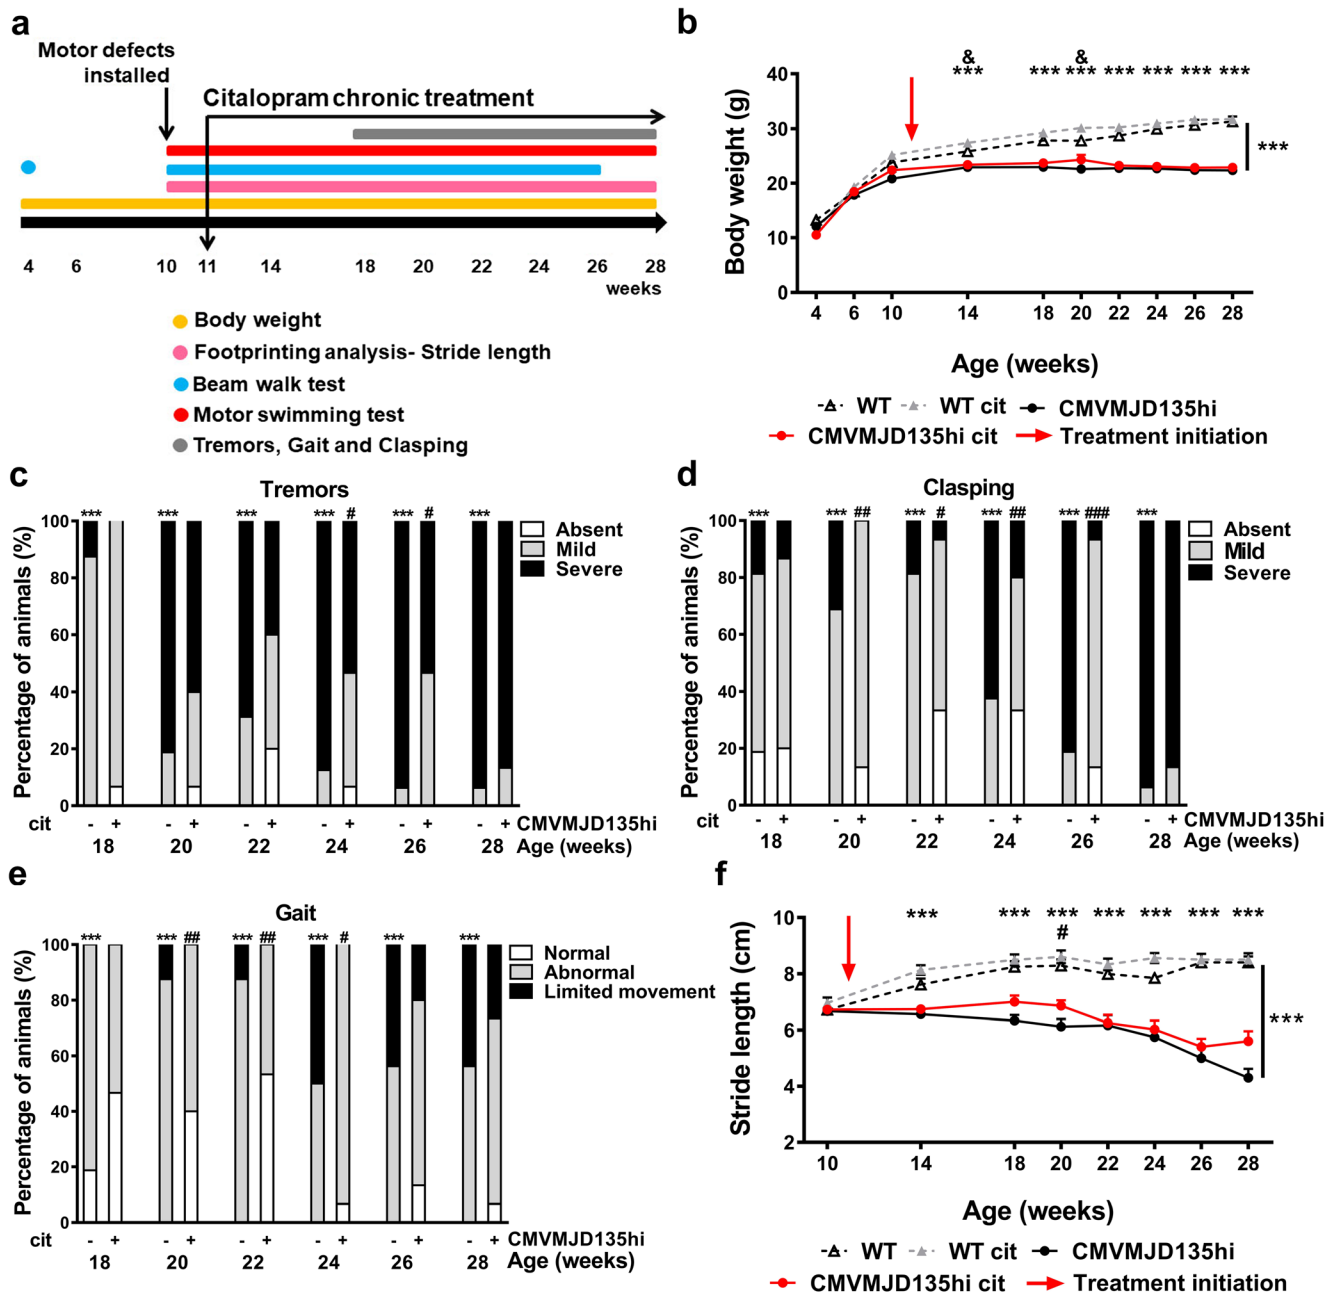 a
Motor defects
installed
Citalopram chronic treatment
4 6 10 11 14 18 20 22 24 26 28
weeks
Body weight
Footprinting analysis- Stride length
Beam walk test
Motor swimming test
Tremors, Gait and Clasping
b
& &
*** *** *** *** *** *** ***
40
30
20
10
0
Body weight (g)
***
4 6 10 14 18 20 22 24 26 28
Age (weeks)
WT WT cit CMVMJD135hi
CMVMJD135hi cit Treatment initiation
c
Tremors
*** *** *** *** # *** # ***
100
80
60
40
20
0
Percentage of animals (%)
Absent
Mild
Severe
cit - + - + - + - + - + - + CMVMJD135hi
18 20 22 24 26 28 Age (weeks)
d
Clasping
*** *** ## *** # *** ## *** ### ***
100
80
60
40
20
0
Percentage of animals (%)
Absent
Mild
Severe
cit - + - + - + - + - + - + CMVMJD135hi
18 20 22 24 26 28 Age (weeks)
e
Gait
*** *** ## *** ## *** # *** ***
100
80
60
40
20
0
Percentage of animals (%)
Normal
Abnormal
Limited movement
cit - + - + - + - + - + - + CMVMJD135hi
18 20 22 24 26 28 Age (weeks)
f
*** *** *** *** *** *** ***
#
10
8
6
4
2
Stride length (cm)
***
10 14 18 20 22 24 26 28
Age (weeks)
WT WT cit CMVMJD135hi
CMVMJD135hi cit Treatment initiation